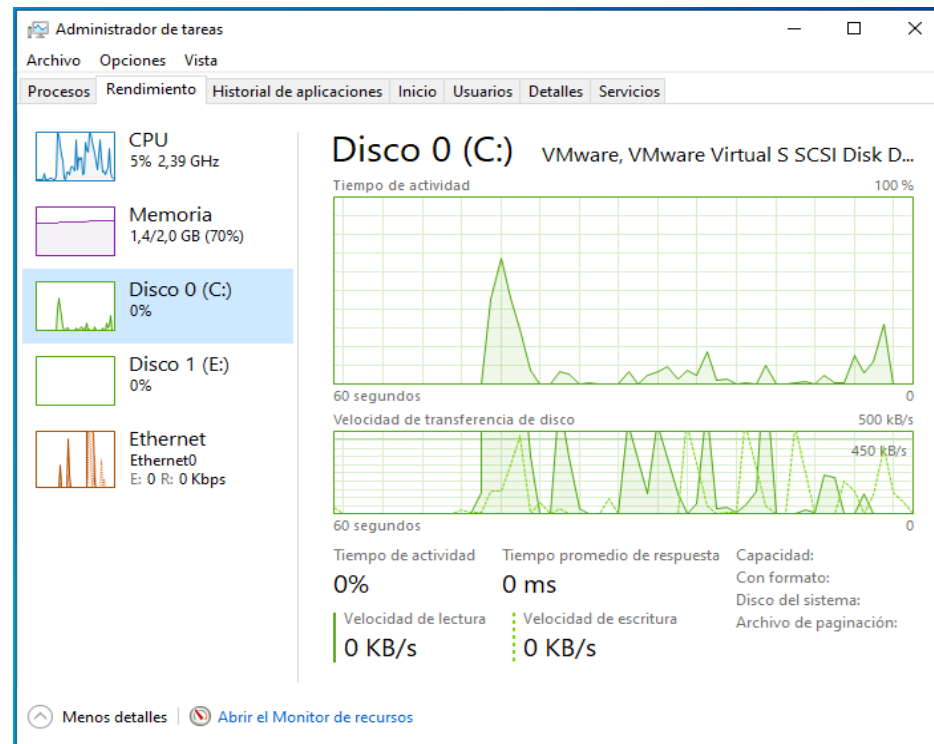 Administrador de tareas
Archivo Opciones Vista
Procesos Rendimiento Historial de aplicaciones Inicio Usuarios Detalles Servicios
CPU
5% 2,39 GHz
Memoria
1,4/2,0 GB (70%)
Disco 0 (C:)
0%
Disco 1 (E:)
0%
Ethernet
Ethernet0
E: 0 R: 0 Kbps
Disco 0 (C:) VMware, VMware Virtual S SCSI Disk D...
Tiempo de actividad 100 %
60 segundos 0
Velocidad de transferencia de disco 500 kB/s
450 kB/s
60 segundos 0
Tiempo de actividad Tiempo promedio de respuesta
0% 0 ms
Velocidad de lectura Velocidad de escritura
0 KB/s 0 KB/s
Capacidad:
Con formato:
Disco del sistema:
Archivo de paginación:
Menos detalles Abrir el Monitor de recursos